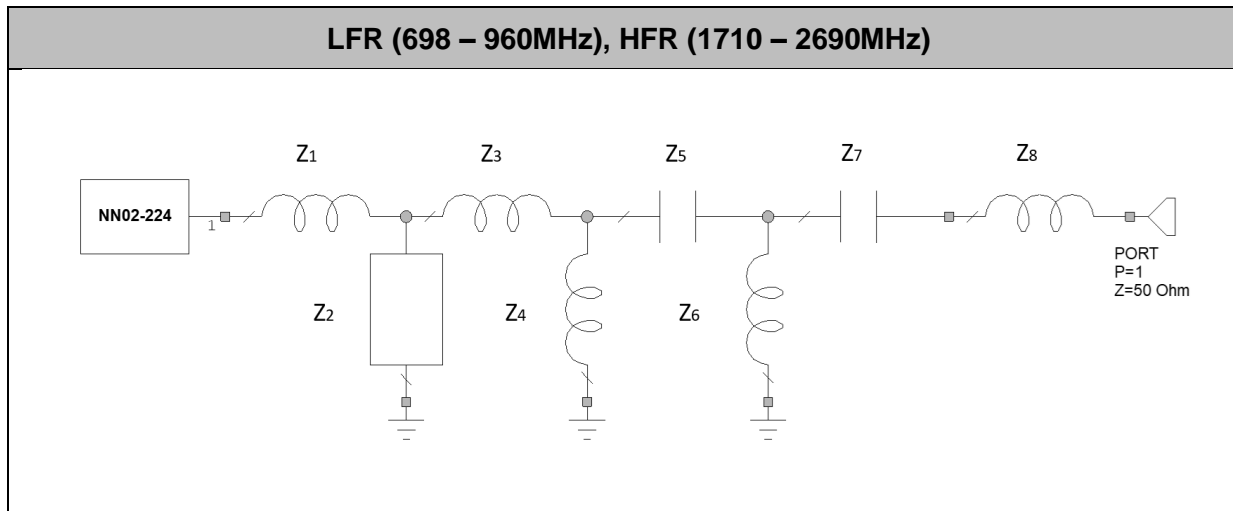 LFR (698 – 960MHz), HFR (1710 – 2690MHz)
Z1 Z3 Z5 Z7 Z8
NN02-224
1
PORT
P=1
Z=50 Ohm
Z2 Z4 Z6